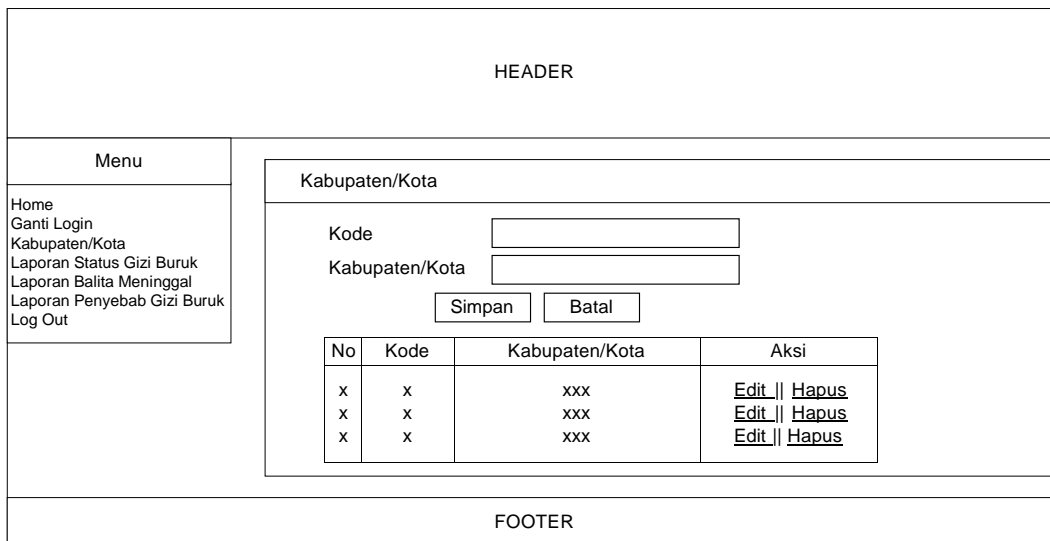 HEADER
Menu
Home
Ganti Login
Kabupaten/Kota
Laporan Status Gizi Buruk
Laporan Balita Meninggal
Laporan Penyebab Gizi Buruk
Log Out
Kabupaten/Kota
Kode
Kabupaten/Kota
Simpan Batal
No Kode Kabupaten/Kota Aksi
x x xxx Edit || Hapus
x x xxx Edit || Hapus
x x xxx Edit || Hapus
FOOTER